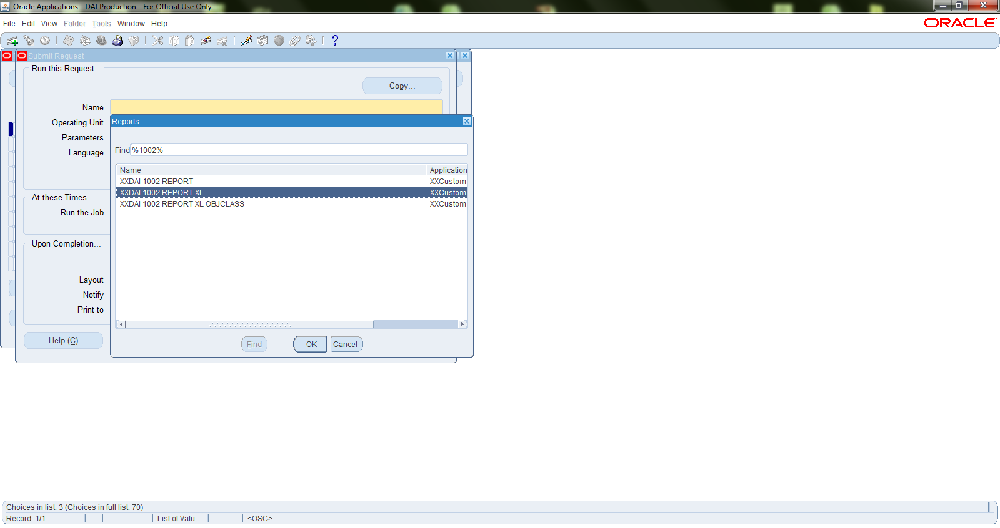 Oracle Applications - DAI Production - For Official Use Only
File Edit View Folder Tools Window Help
ORACLE
Submit Request
Run this Request...
Copy...
Name
Operating Unit
Parameters
Language
Reports
Find %1002%
Name Application
XXDAI 1002 REPORT XXCustom
XXDAI 1002 REPORT XL XXCustom
XXDAI 1002 REPORT XL OBJCLASS XXCustom
At these Times...
Run the Job
Upon Completion...
Layout
Notify
Print to
Help (C)
Find OK Cancel
Choices in list: 3 (Choices in full list: 70)
Record: 1/1 ... List of Valu... <OSC>